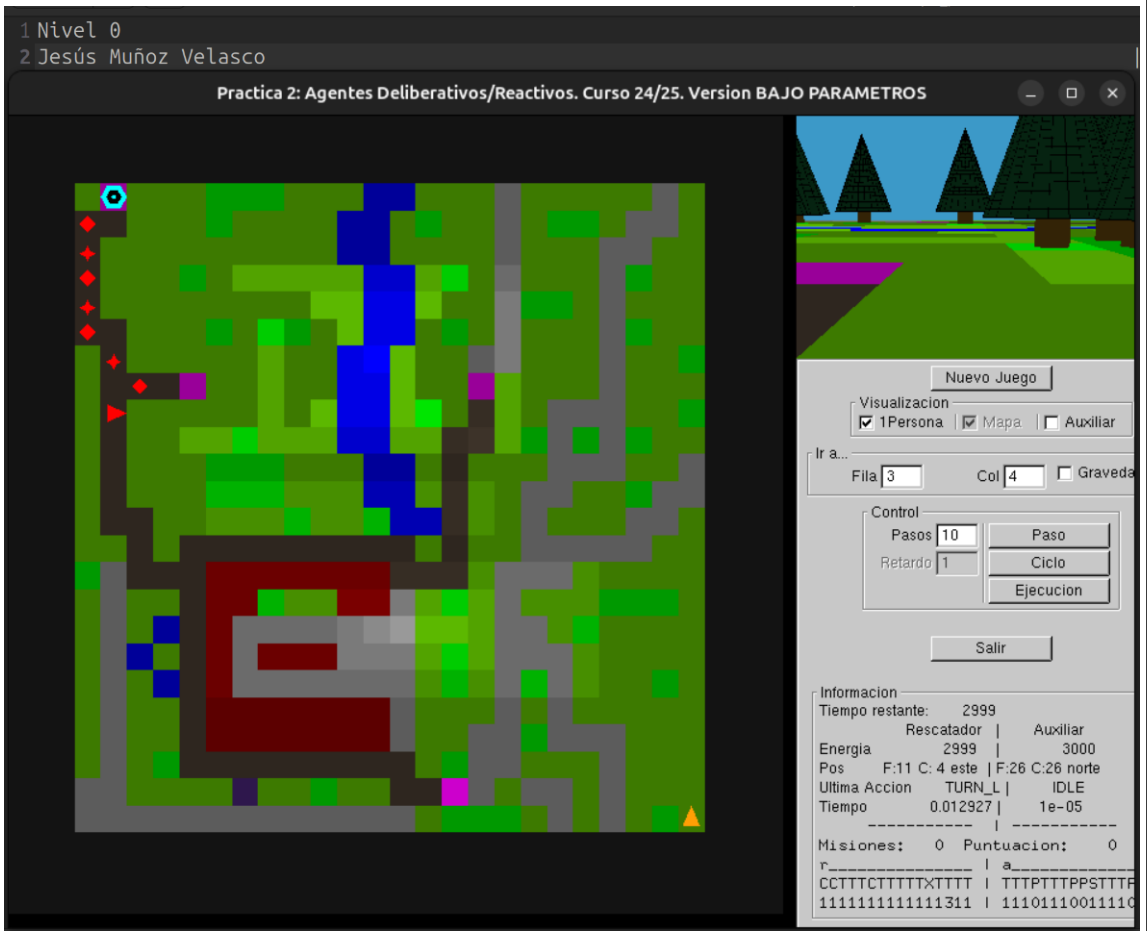 1 Nivel 0
2 Jesús Muñoz Velasco
Practica 2: Agentes Deliberativos/Reactivos. Curso 24/25. Version BAJO PARAMETROS
Nuevo Juego
Visualizacion
1Persona Mapa Auxiliar
Ir a...
Fila 3 Col 4 Graveda
Control
Pasos 10 Paso
Retardo 1 Ciclo
Ejecucion
Salir
Informacion
Tiempo restante: 2999
Rescatador | Auxiliar
Energia 2999 | 3000
Pos F:11 C: 4 este | F:26 C:26 norte
Ultima Accion TURN_L | IDLE
Tiempo 0.012927 | 1e-05
----------- | -----------
Misiones: 0 Puntuacion: 0
r_______________ | a_______________
CCTTTCTTTTTXTTTT | TTTPTTTPPSTTTF
1111111111111311 | 11101110011110